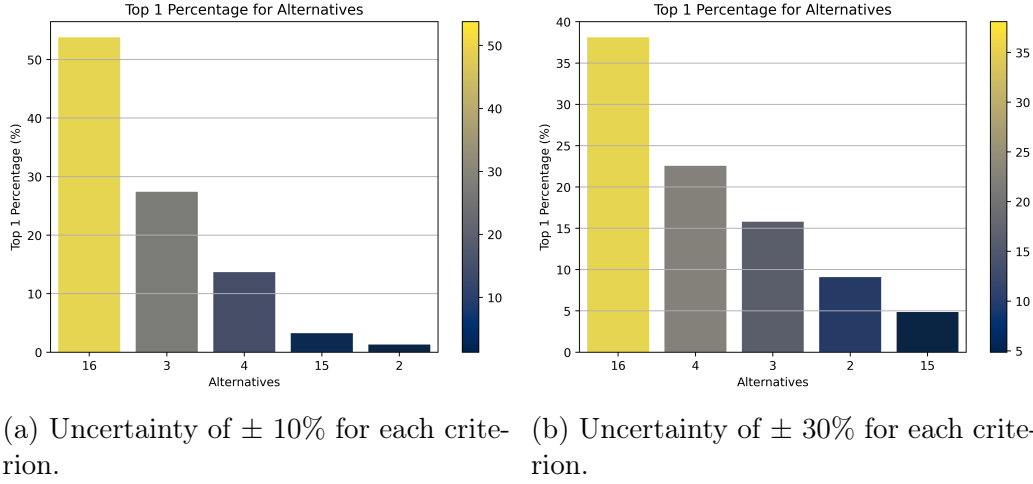 Top 1 Percentage for Alternatives
50
40
30
20
10
0
Top 1 Percentage (%)
16 3 4 15 2
Alternatives
50
40
30
20
10
(a) Uncertainty of ± 10% for each crite-
rion.
Top 1 Percentage for Alternatives
40
35
30
25
20
15
10
5
0
Top 1 Percentage (%)
16 4 3 2 15
Alternatives
35
30
25
20
15
10
5
(b) Uncertainty of ± 30% for each crite-
rion.